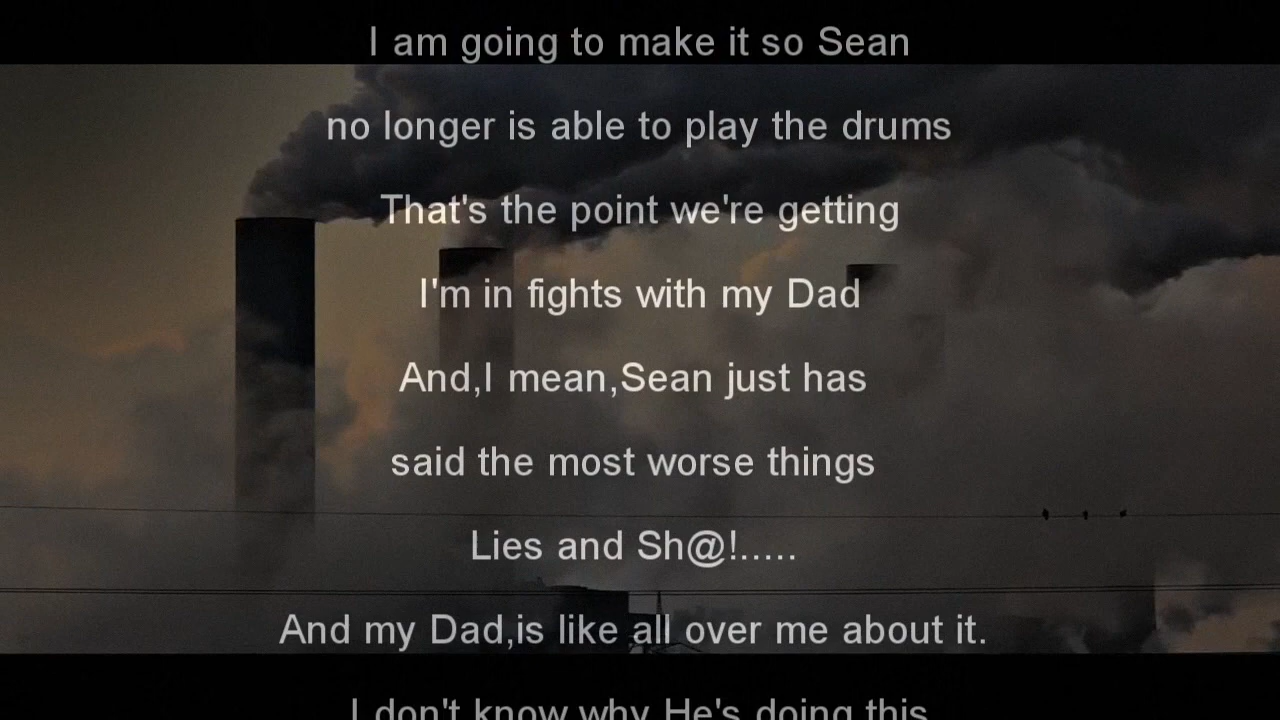 I am going to make it so Sean
no longer is able to play the drums
That's the point we're getting
I'm in fights with my Dad
And,I mean,Sean just has
said the most worse things
Lies and Sh@!.....
And my Dad,is like all over me about it.
I don't know why He's doing this